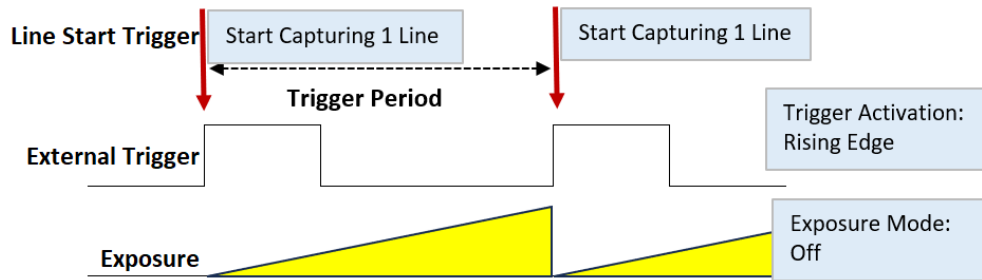 Line Start Trigger
Start Capturing 1 Line
Start Capturing 1 Line
Trigger Period
Trigger Activation:
Rising Edge
External Trigger
Exposure Mode:
Off
Exposure